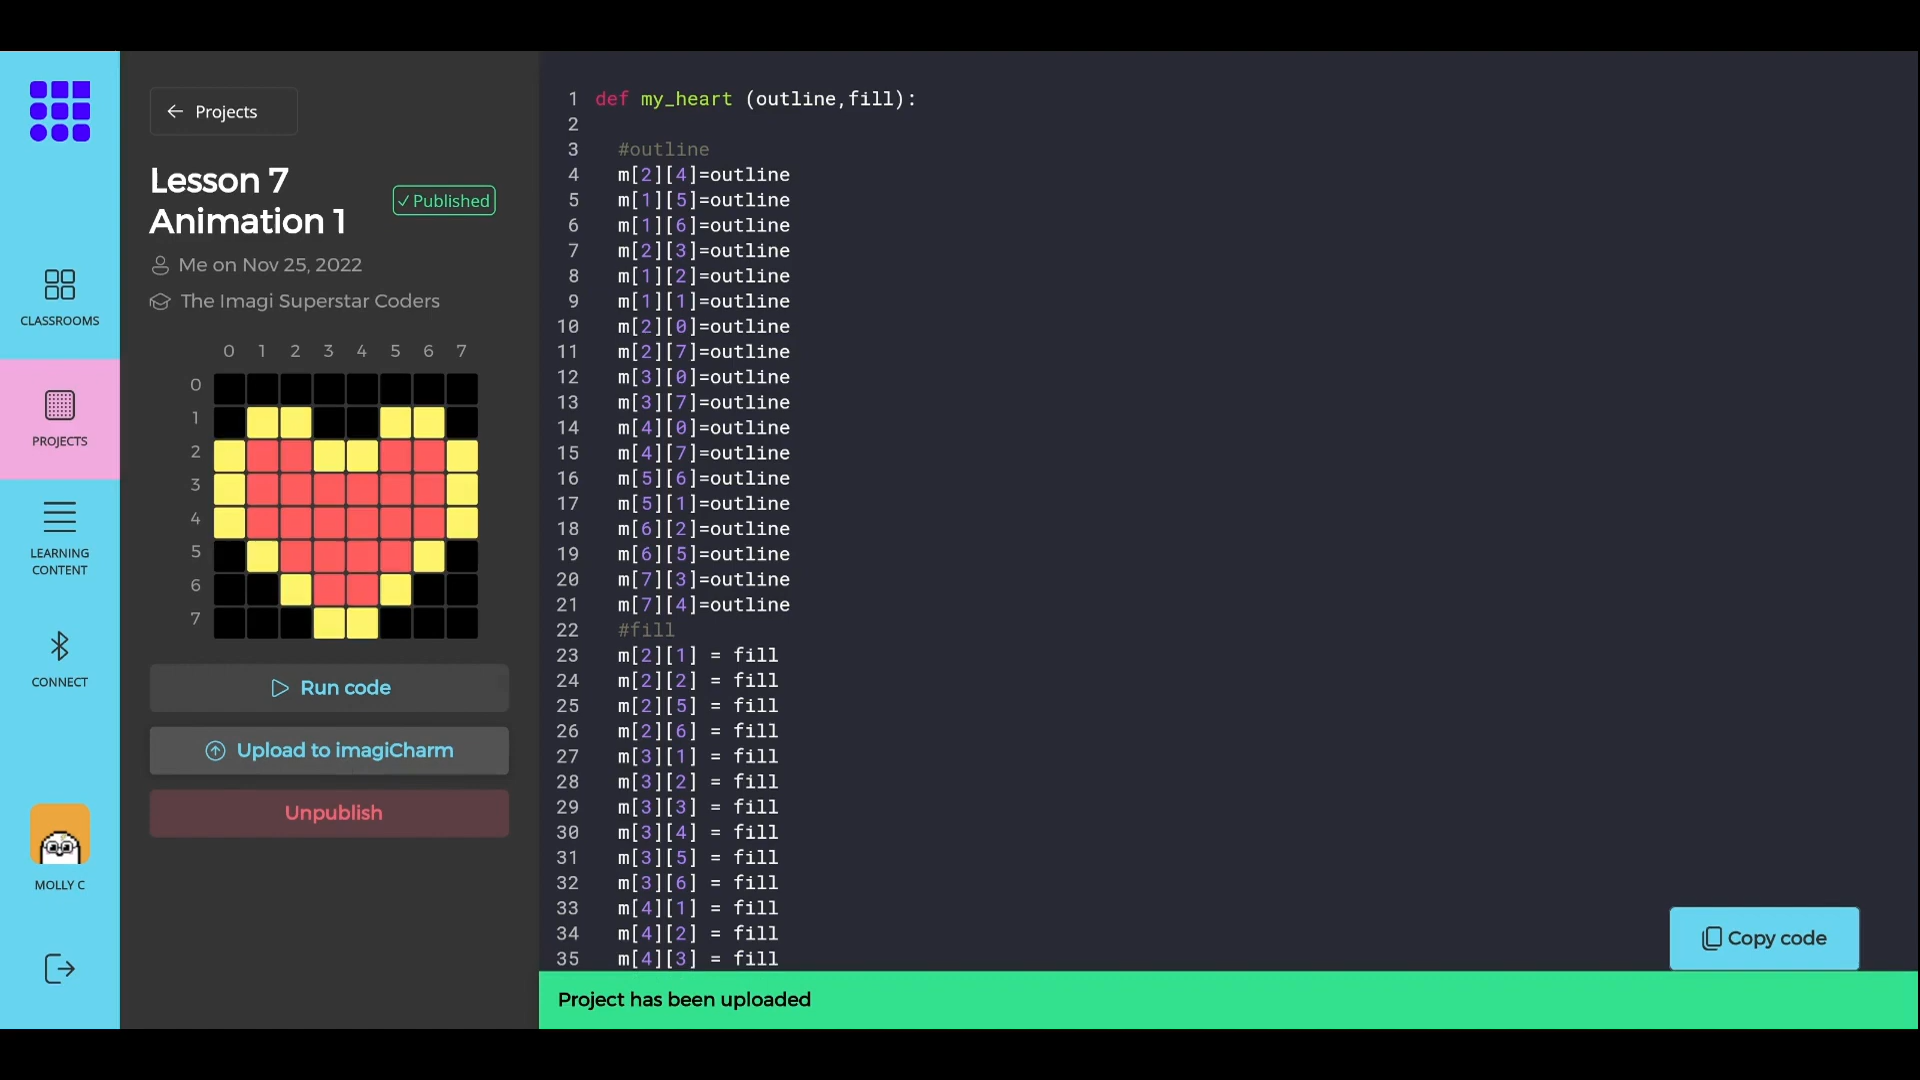 Projects
Lesson 7
Animation 1
✓ Published
Me on Nov 25, 2022
The Imagi Superstar Coders
0 1 2 3 4 5 6 7
0
1
2
3
4
5
6
7
Run code
Upload to imagiCharm
Unpublish
CLASSROOMS
PROJECTS
LEARNING
CONTENT
CONNECT
MOLLY C
1 def my_heart (outline,fill):
2
3 #outline
4 m[2][4]=outline
5 m[1][5]=outline
6 m[1][6]=outline
7 m[2][3]=outline
8 m[1][2]=outline
9 m[1][1]=outline
10 m[2][0]=outline
11 m[2][7]=outline
12 m[3][0]=outline
13 m[3][7]=outline
14 m[4][0]=outline
15 m[4][7]=outline
16 m[5][6]=outline
17 m[5][1]=outline
18 m[6][2]=outline
19 m[6][5]=outline
20 m[7][3]=outline
21 m[7][4]=outline
22 #fill
23 m[2][1] = fill
24 m[2][2] = fill
25 m[2][5] = fill
26 m[2][6] = fill
27 m[3][1] = fill
28 m[3][2] = fill
29 m[3][3] = fill
30 m[3][4] = fill
31 m[3][5] = fill
32 m[3][6] = fill
33 m[4][1] = fill
34 m[4][2] = fill
35 m[4][3] = fill
Copy code
Project has been uploaded